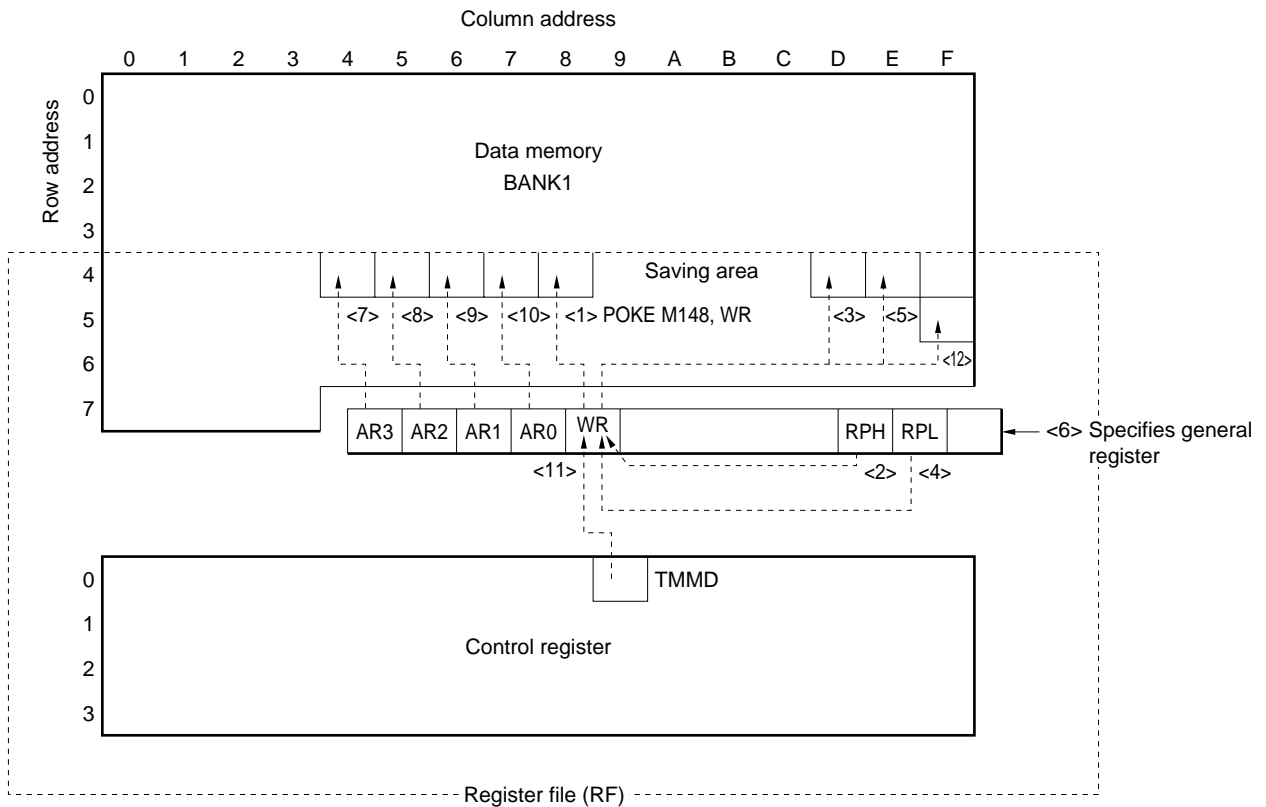 Column address
0 1 2 3 4 5 6 7 8 9 A B C D E F
Row address
0
1
2
3
4
5
6
7
Data memory
BANK1
Saving area
<7> <8> <9> <10> <1> POKE M148, WR <3> <5>
<12>
AR3 AR2 AR1 AR0 WR RPH RPL
<6> Specifies general
register
<11> <2> <4>
0
1
2
3
TMMD
Control register
Register file (RF)